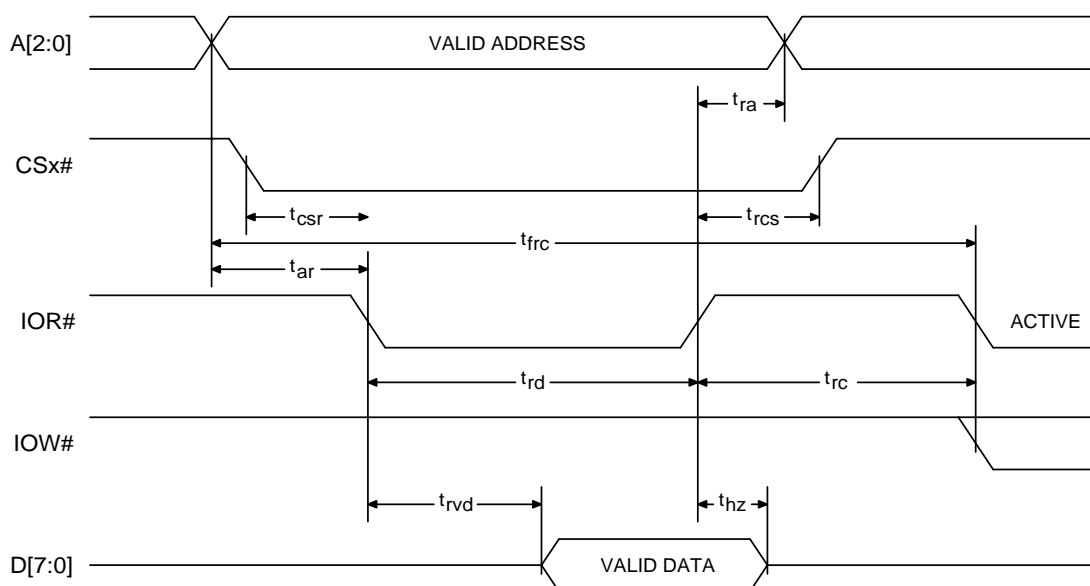 A[2:0] VALID ADDRESS
tra
CSx#
tcsr trcs
tfrc
tar
IOR# ACTIVE
trd trc
IOW#
trvd thz
D[7:0] VALID DATA